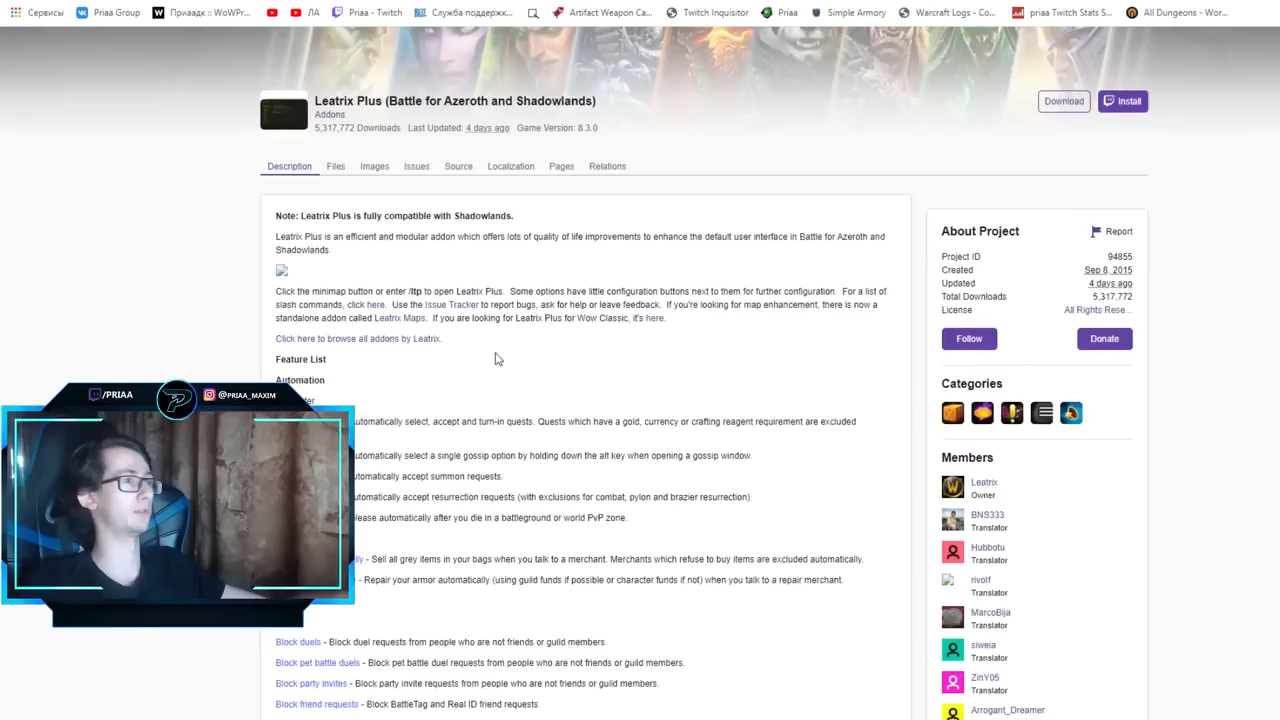 Сервисы Priaa Group Приаадк :: WoWPr... ЛА Priaa - Twitch Служба поддержк... Artifact Weapon Ca... Twitch Inquisitor Priaa Simple Armory Warcraft Logs - Co... priaa Twitch Stats S... All Dungeons - Wor...
Leatrix Plus (Battle for Azeroth and Shadowlands)
Addons
5,317,772 Downloads Last Updated: 4 days ago Game Version: 8.3.0
Download Install
Description Files Images Issues Source Localization Pages Relations
Note: Leatrix Plus is fully compatible with Shadowlands.
Leatrix Plus is an efficient and modular addon which offers lots of quality of life improvements to enhance the default user interface in Battle for Azeroth and
Shadowlands.
Click the minimap button or enter /ltp to open Leatrix Plus. Some options have little configuration buttons next to them for further configuration. For a list of
slash commands, click here. Use the Issue Tracker to report bugs, ask for help or leave feedback. If you're looking for map enhancement, there is now a
standalone addon called Leatrix Maps. If you are looking for Leatrix Plus for Wow Classic, it's here.
Click here to browse all addons by Leatrix.
Feature List
Automation
/PRIAA
@PRIAA_MAXIM
utomatically select, accept and turn-in quests. Quests which have a gold, currency or crafting reagent requirement are excluded
utomatically select a single gossip option by holding down the alt key when opening a gossip window.
utomatically accept summon requests.
utomatically accept resurrection requests (with exclusions for combat, pylon and brazier resurrection).
lease automatically after you die in a battleground or world PvP zone.
lly - Sell all grey items in your bags when you talk to a merchant. Merchants which refuse to buy items are excluded automatically.
- Repair your armor automatically (using guild funds if possible or character funds if not) when you talk to a repair merchant.
Block duels - Block duel requests from people who are not friends or guild members.
Block pet battle duels - Block pet battle duel requests from people who are not friends or guild members.
Block party invites - Block party invite requests from people who are not friends or guild members.
Block friend requests - Block BattleTag and Real ID friend requests.
About Project Report
Project ID 94855
Created Sep 8, 2015
Updated 4 days ago
Total Downloads 5,317,772
License All Rights Rese...
Follow Donate
Categories
Members
Leatrix
Owner
BNS333
Translator
Hubbotu
Translator
rivolf
Translator
MarcoBija
Translator
siweia
Translator
ZinY05
Translator
Arrogant_Dreamer